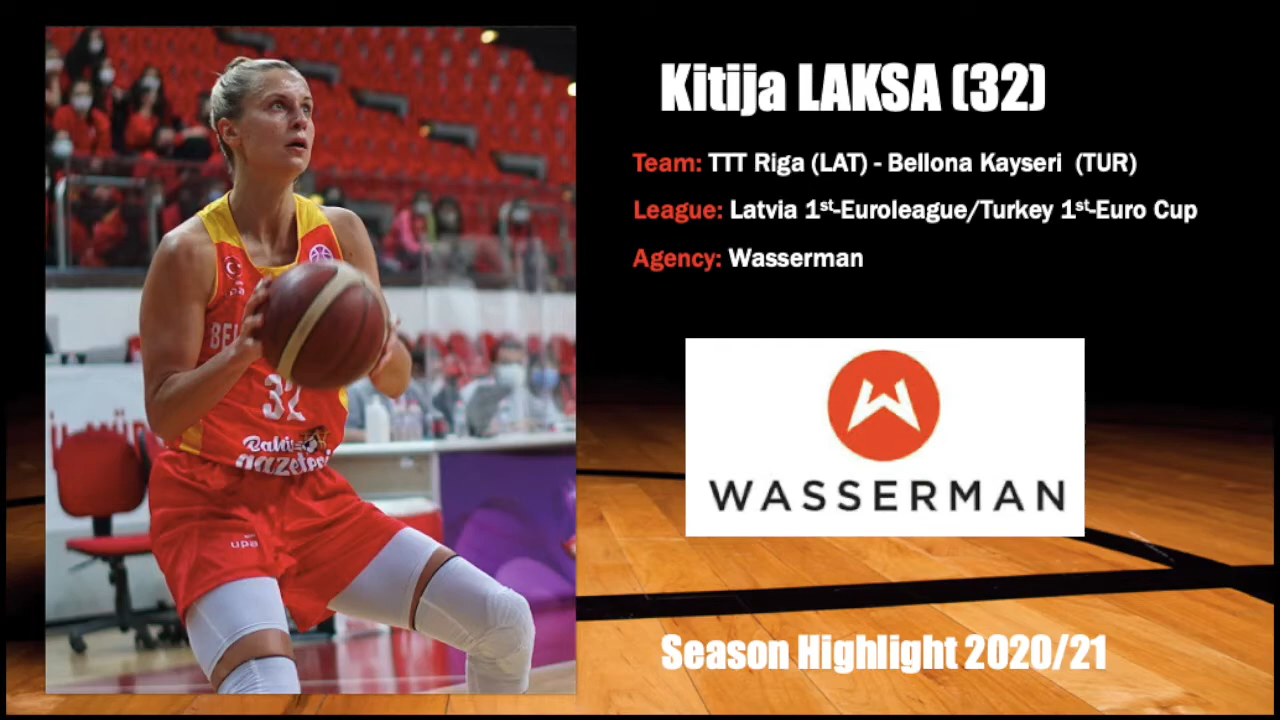 Kitija LAKSA (32)
Team: TTT Riga (LAT) - Bellona Kayseri (TUR)
League: Latvia 1st-Euroleague/Turkey 1st-Euro Cup
Agency: Wasserman
32
upa
WASSERMAN
Season Highlight 2020/21